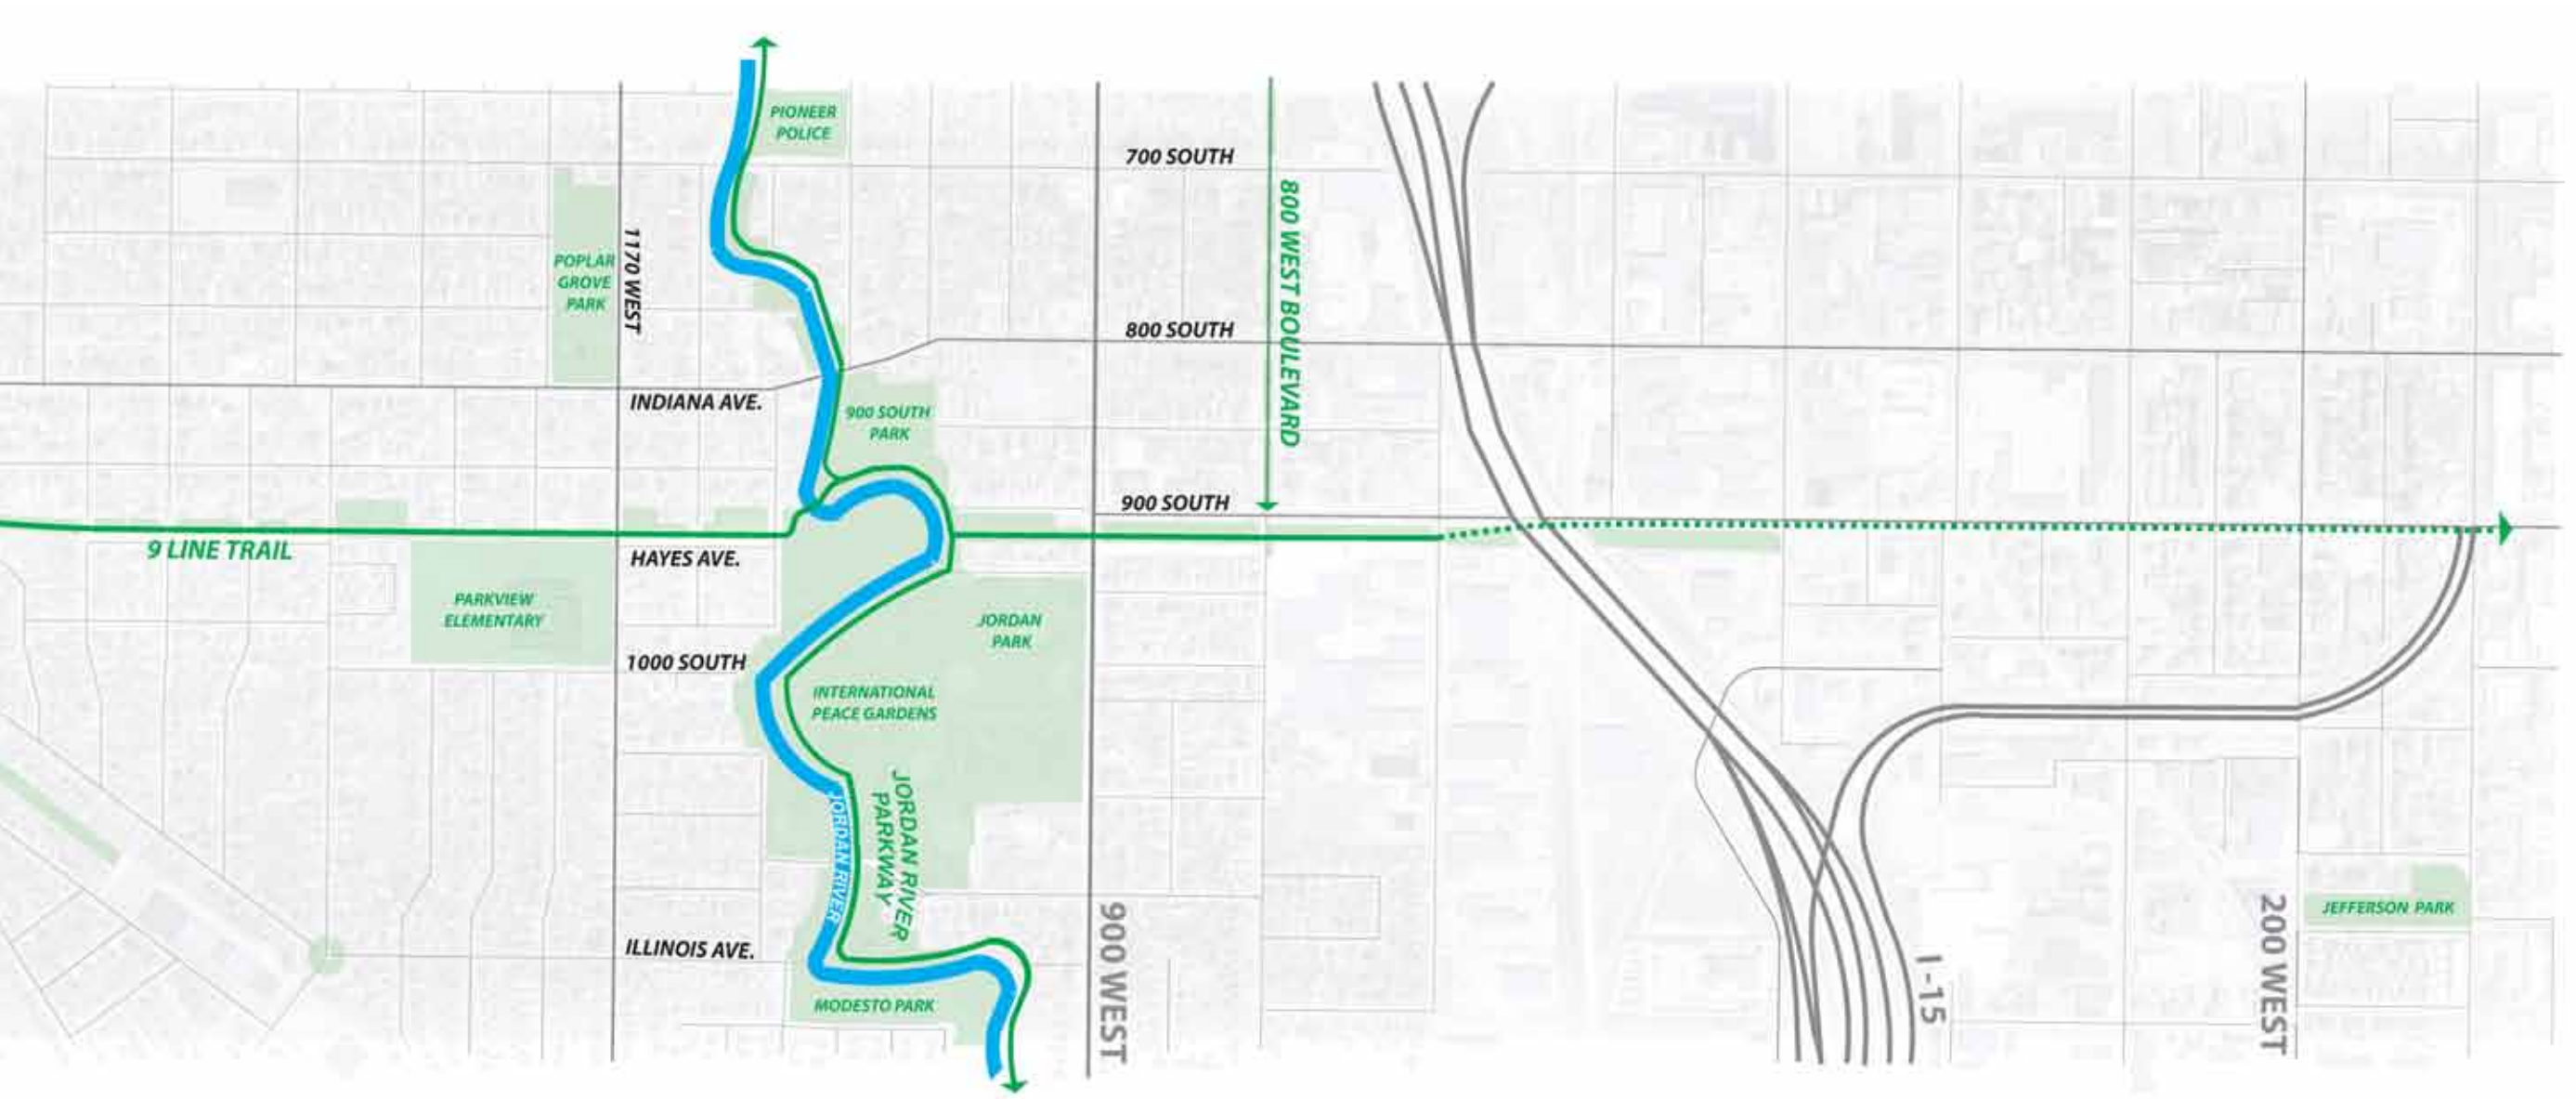 PIONEER
POLICE
700 SOUTH
800 WEST BOULEVARD
POPLAR
GROVE
PARK
1170 WEST
800 SOUTH
INDIANA AVE.
900 SOUTH
PARK
900 SOUTH
9 LINE TRAIL
HAYES AVE.
PARKVIEW
ELEMENTARY
JORDAN
PARK
1000 SOUTH
INTERNATIONAL
PEACE GARDENS
JORDAN RIVER
PARKWAY
JORDAN RIVER
900 WEST
ILLINOIS AVE.
MODESTO PARK
I-15
200 WEST
JEFFERSON PARK